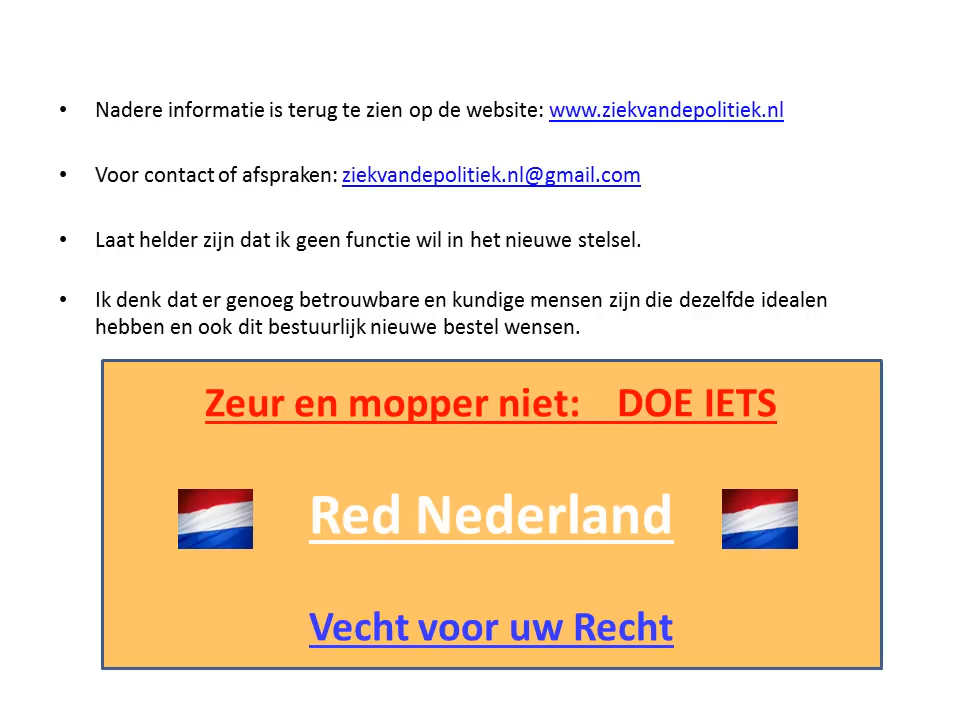 • Nadere informatie is terug te zien op de website: www.ziekvandepolitiek.nl
• Voor contact of afspraken: ziekvandepolitiek.nl@gmail.com
• Laat helder zijn dat ik geen functie wil in het nieuwe stelsel.
• Ik denk dat er genoeg betrouwbare en kundige mensen zijn die dezelfde idealen
hebben en ook dit bestuurlijk nieuwe bestel wensen.
Zeur en mopper niet: DOE IETS
Red Nederland
Vecht voor uw Recht